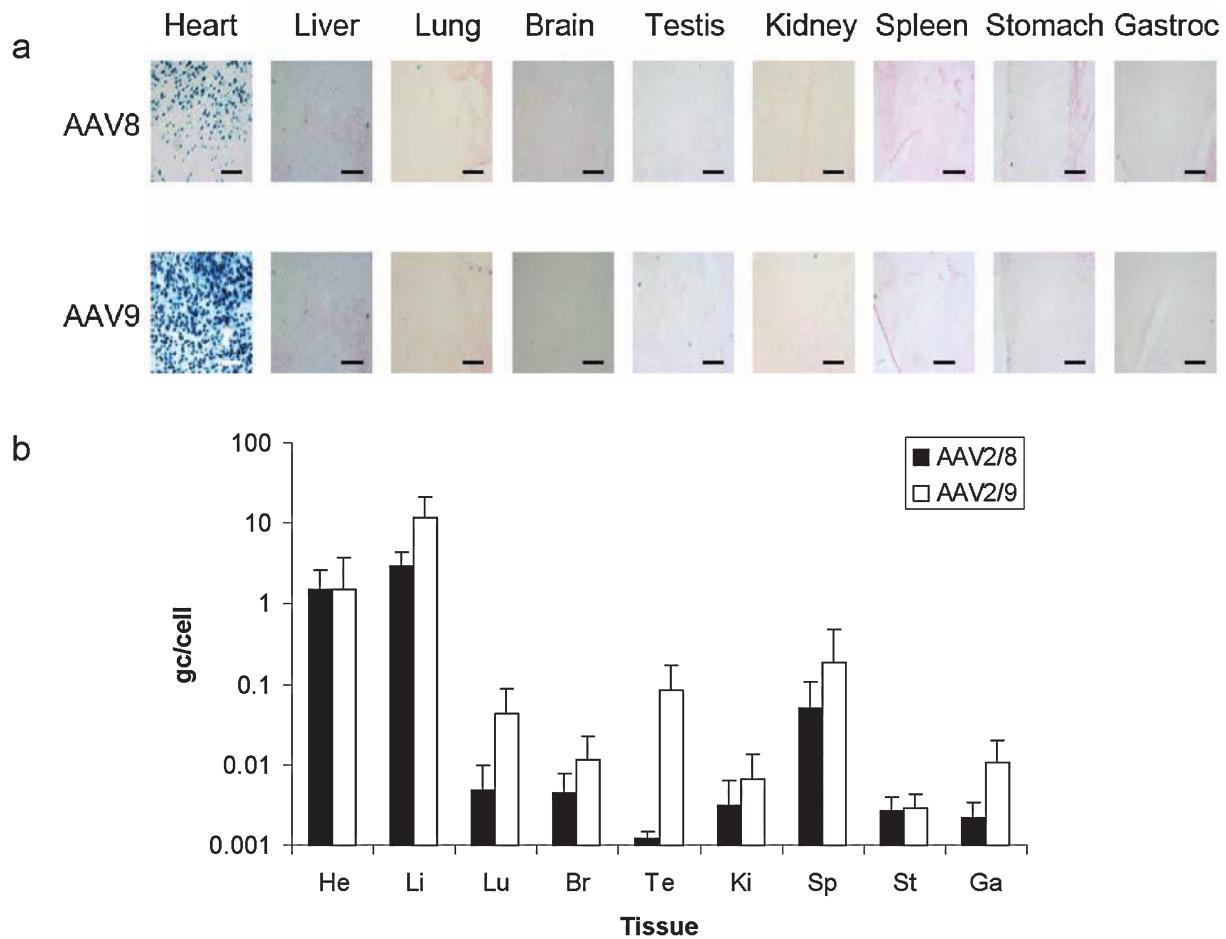 a
Heart Liver Lung Brain Testis Kidney Spleen Stomach Gastroc
AAV8
AAV9
b
100
10
1
0.1
0.01
0.001
gc/cell
AAV2/8
AAV2/9
He Li Lu Br Te Ki Sp St Ga
Tissue